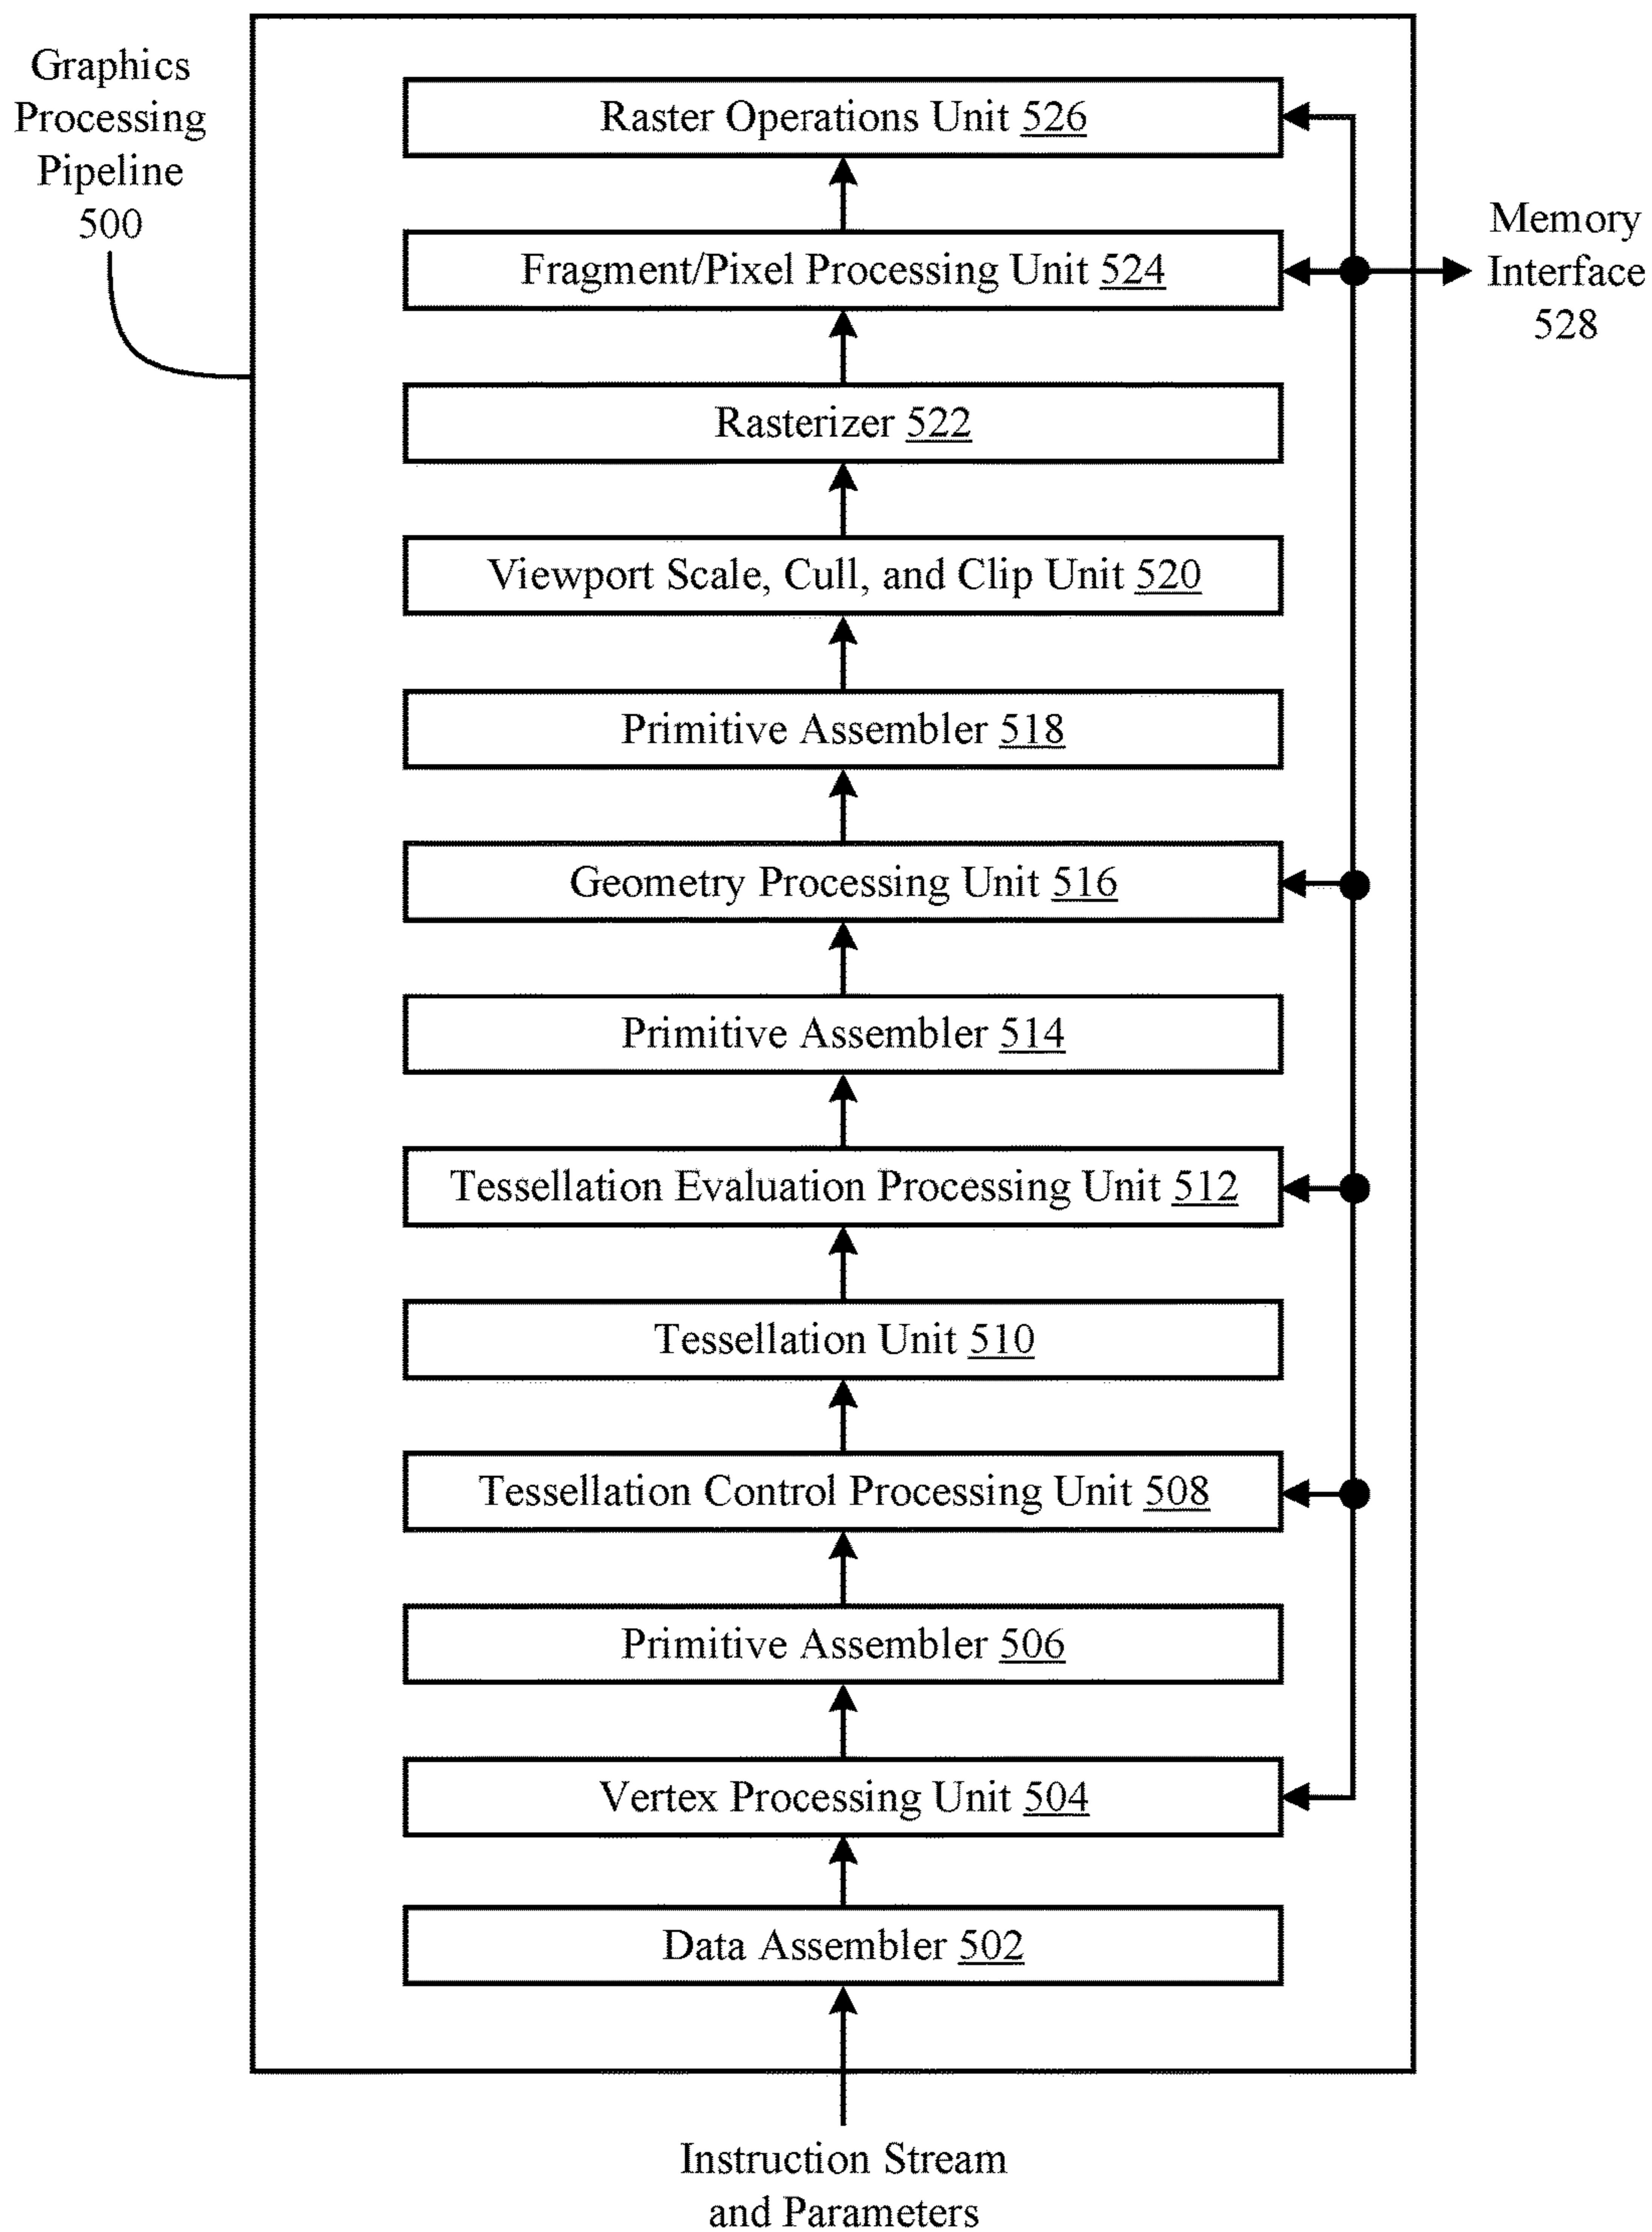 Graphics
Processing
Pipeline
500
Raster Operations Unit 526
Fragment/Pixel Processing Unit 524
Memory
Interface
528
Rasterizer 522
Viewport Scale, Cull, and Clip Unit 520
Primitive Assembler 518
Geometry Processing Unit 516
Primitive Assembler 514
Tessellation Evaluation Processing Unit 512
Tessellation Unit 510
Tessellation Control Processing Unit 508
Primitive Assembler 506
Vertex Processing Unit 504
Data Assembler 502
Instruction Stream
and Parameters